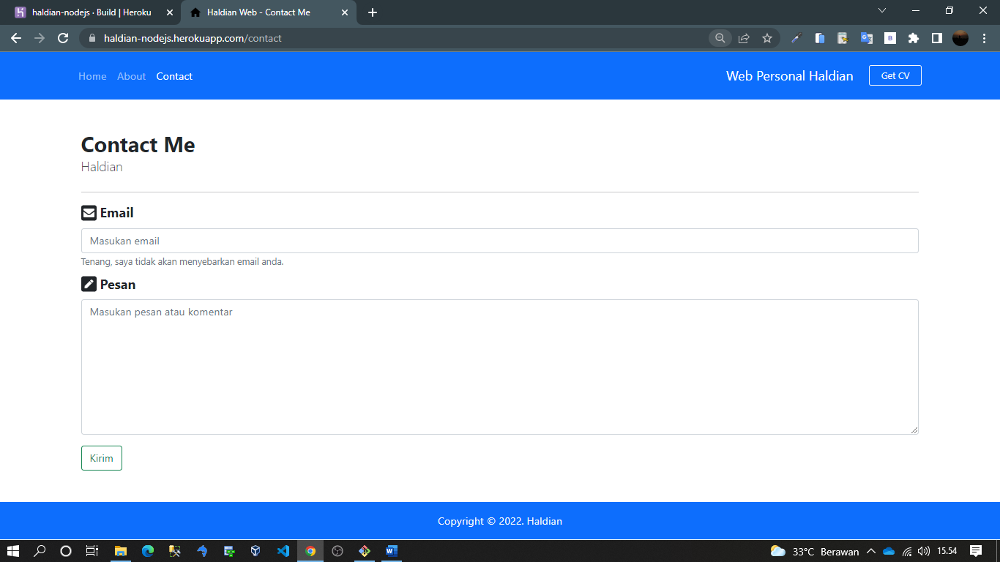 haldian-nodejs · Build | Heroku
Haldian Web - Contact Me
haldian-nodejs.herokuapp.com/contact
Home About Contact
Web Personal Haldian Get CV
Contact Me
Haldian
Email
Masukan email
Tenang, saya tidak akan menyebarkan email anda.
Pesan
Masukan pesan atau komentar
Kirim
Copyright © 2022. Haldian
33°C Berawan 15.54